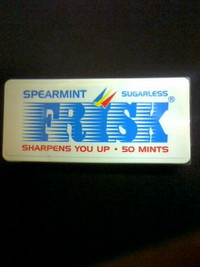 SPEARMINT SUGARLESS
FRISK®
SHARPENS YOU UP • 50 MINTS